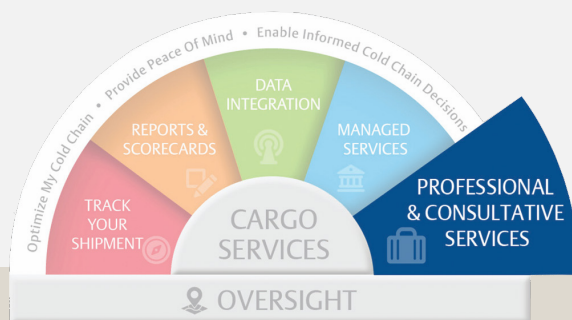 Optimize My Cold Chain • Provide Peace Of Mind • Enable Informed Cold Chain Decisions
TRACK
YOUR
SHIPMENT
REPORTS &
SCORECARDS
DATA
INTEGRATION
MANAGED
SERVICES
PROFESSIONAL
& CONSULTATIVE
SERVICES
CARGO
SERVICES
OVERSIGHT